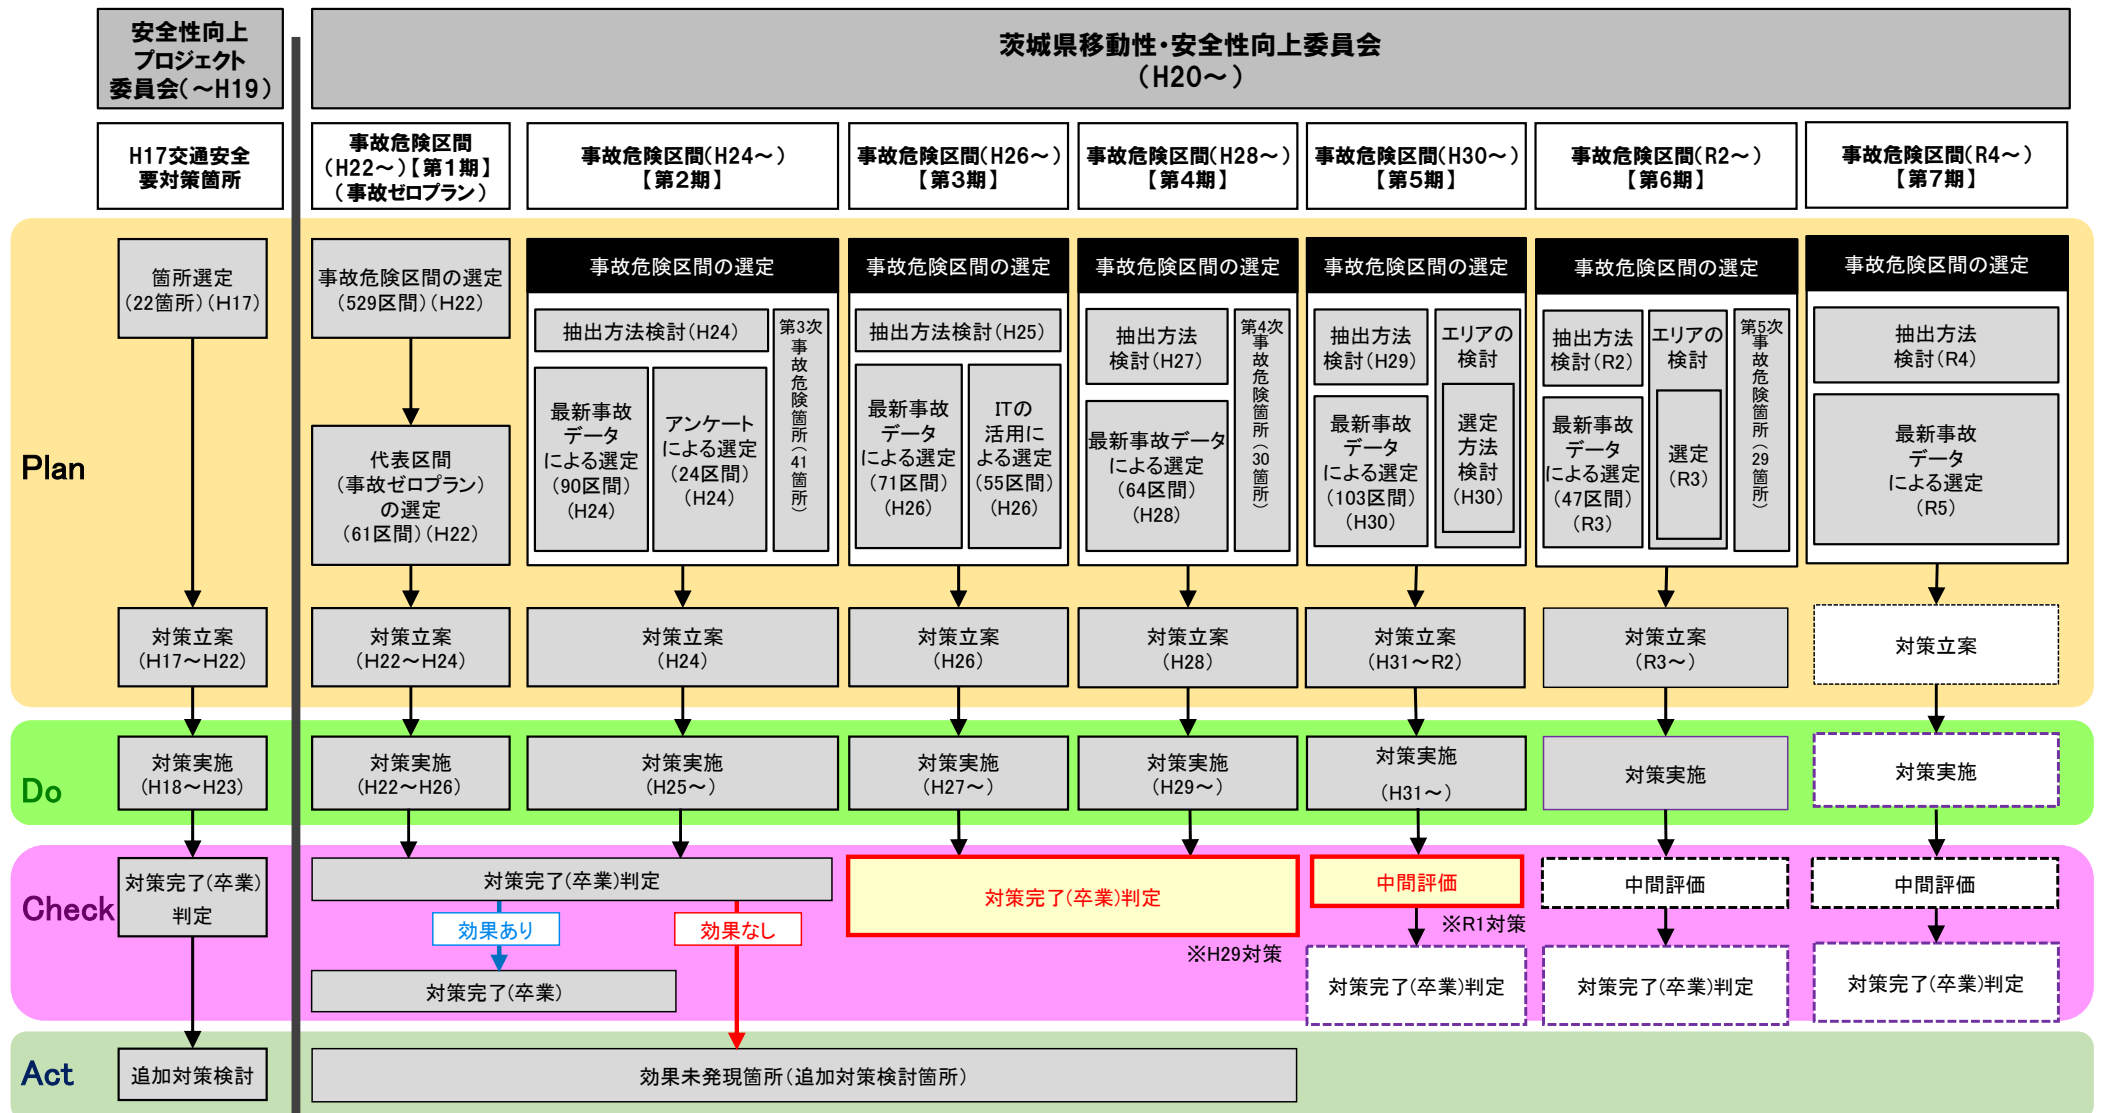 安全性向上
プロジェクト
委員会(～H19)
茨城県移動性・安全性向上委員会
(H20～)
H17交通安全
要対策箇所
事故危険区間
(H22～)【第1期】
(事故ゼロプラン)
事故危険区間(H24～)
【第2期】
事故危険区間(H26～)
【第3期】
事故危険区間(H28～)
【第4期】
事故危険区間(H30～)
【第5期】
事故危険区間(R2～)
【第6期】
事故危険区間(R4～)
【第7期】
Plan
箇所選定
(22箇所)(H17)
事故危険区間の選定
(529区間)(H22)
代表区間
(事故ゼロプラン)
の選定
(61区間)(H22)
事故危険区間の選定
抽出方法検討(H24)
最新事故
データ
による選定
(90区間)
(H24)
アンケート
による選定
(24区間)
(H24)
第3次
事故危険箇所(41箇所)
事故危険区間の選定
抽出方法検討(H25)
最新事故
データ
による選定
(71区間)
(H26)
ITの
活用に
よる選定
(55区間)
(H26)
事故危険区間の選定
抽出方法
検討(H27)
最新事故データ
による選定
(64区間)
(H28)
第4次
事故危険箇所(30箇所)
事故危険区間の選定
抽出方法
検討(H29)
最新事故
データ
による選定
(103区間)
(H30)
エリアの
検討
選定
方法
検討
(H30)
事故危険区間の選定
抽出方法
検討(R2)
最新事故
データ
による選定
(47区間)
(R3)
エリアの
検討
選定
(R3)
第5次
事故危険箇所(29箇所)
事故危険区間の選定
抽出方法
検討(R4)
最新事故
データ
による選定
(R5)
対策立案
(H17～H22)
対策立案
(H22～H24)
対策立案
(H24)
対策立案
(H26)
対策立案
(H28)
対策立案
(H31～R2)
対策立案
(R3～)
対策立案
Do
対策実施
(H18～H23)
対策実施
(H22～H26)
対策実施
(H25～)
対策実施
(H27～)
対策実施
(H29～)
対策実施
(H31～)
対策実施
対策実施
Check
対策完了(卒業)
判定
対策完了(卒業)判定
効果あり
効果なし
対策完了(卒業)
対策完了(卒業)判定
※H29対策
中間評価
※R1対策
対策完了(卒業)判定
中間評価
対策完了(卒業)判定
中間評価
対策完了(卒業)判定
Act
追加対策検討
効果未発現箇所(追加対策検討箇所)